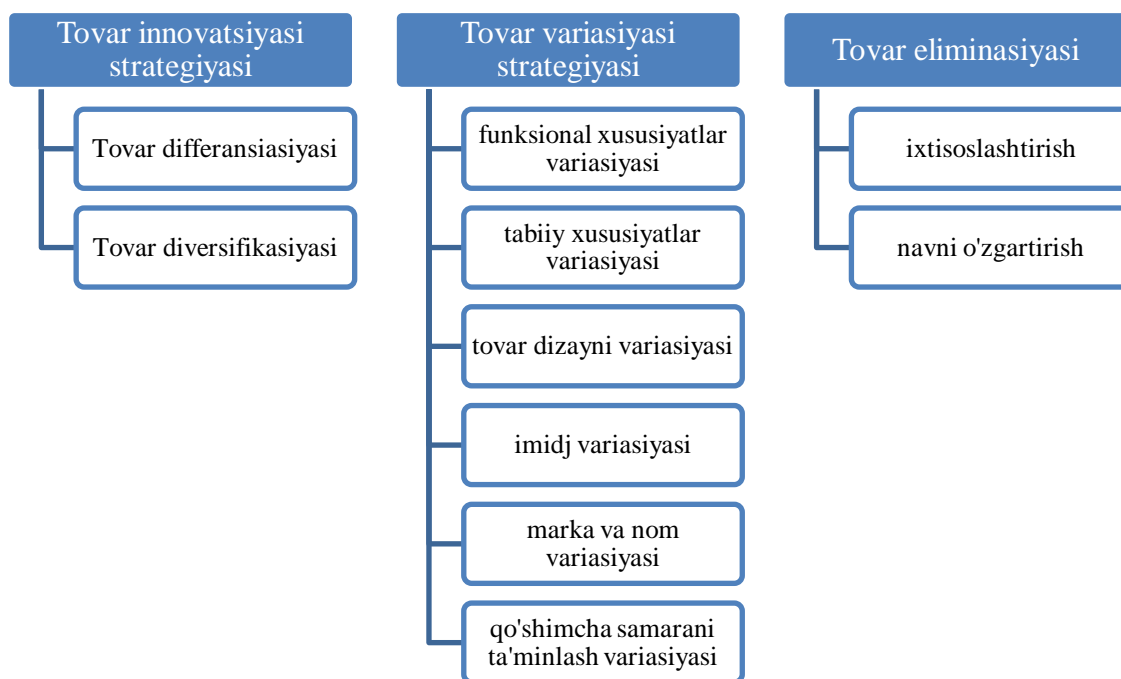 Tovar innovatsiyasi
strategiyasi
Tovar differansiasiyasi
Tovar diversifikasiyasi
Tovar variasiyasi
strategiyasi
funksional xususiyatlar
variasiyasi
tabiiy xususiyatlar
variasiyasi
tovar dizayni variasiyasi
imidj variasiyasi
marka va nom
variasiyasi
qo'shimcha samarani
ta'minlash variasiyasi
Tovar eliminasiyasi
ixtisoslashtirish
navni o'zgartirish